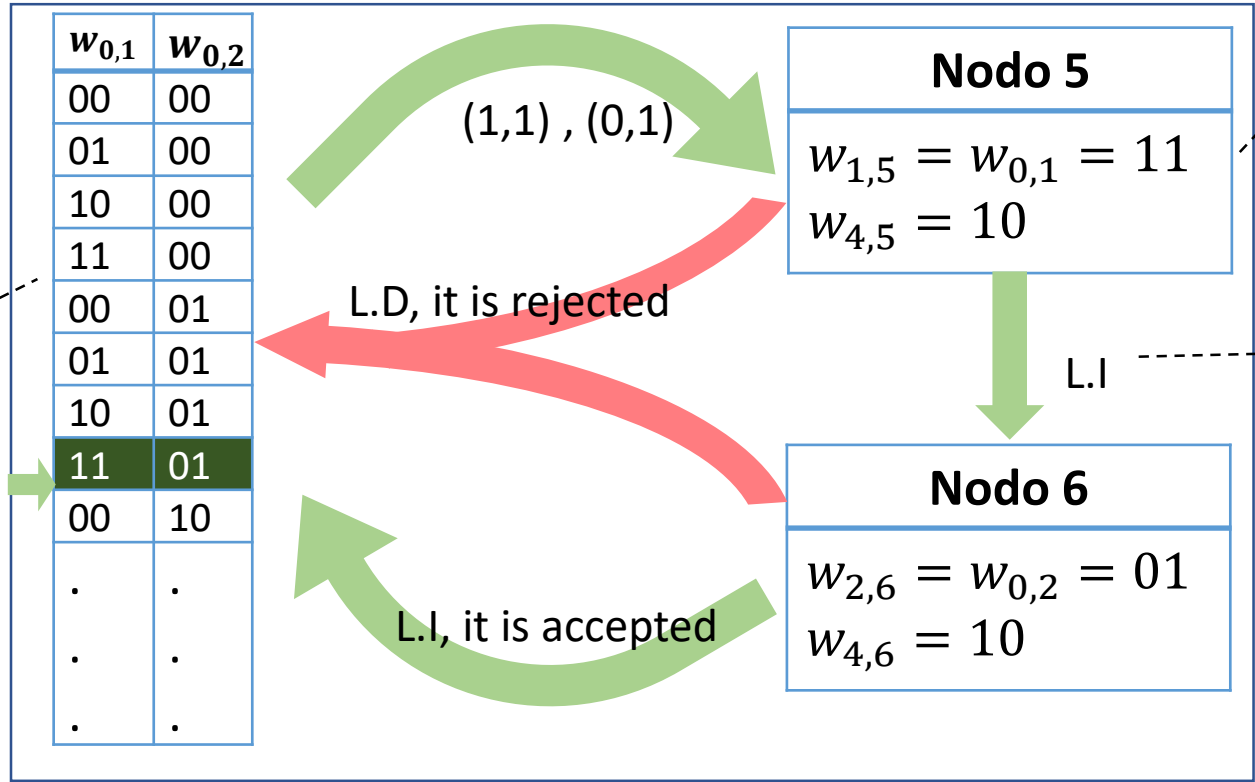 w₀,₁ w₀,₂
00 00
01 00
10 00
11 00
00 01
01 01
10 01
11 01
00 10
. .
. .
. .
(1,1) , (0,1)
Nodo 5
w₁,₅ = w₀,₁ = 11
w₄,₅ = 10
L.D, it is rejected
L.I
Nodo 6
w₂,₆ = w₀,₂ = 01
w₄,₆ = 10
L.I, it is accepted